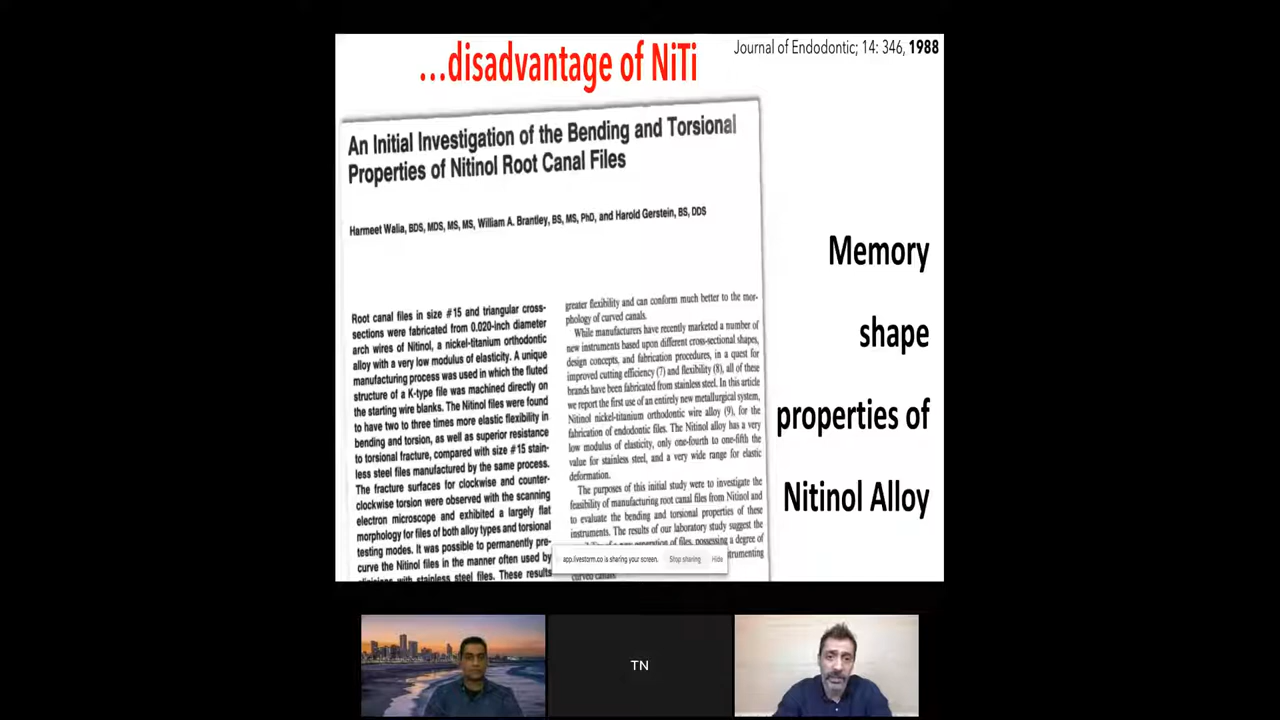 ...disadvantage of NiTi
Journal of Endodontic; 14: 346, 1988
An Initial Investigation of the Bending and Torsional
Properties of Nitinol Root Canal Files
Harmeet Walia, BDS, MDS, MS, MS, William A. Brantley, BS, MS, PhD, and Harold Gerstein, BS, DDS
Root canal files in size #15 and triangular cross-
sections were fabricated from 0.020-inch diameter
arch wires of Nitinol, a nickel-titanium orthodontic
alloy with a very low modulus of elasticity. A unique
manufacturing process was used in which the fluted
structure of a K-type file was machined directly on
the starting wire blanks. The Nitinol files were found
to have two to three times more elastic flexibility in
bending and torsion, as well as superior resistance
to torsional fracture, compared with size #15 stain-
less steel files manufactured by the same process.
The fracture surfaces for clockwise and counter-
clockwise torsion were observed with the scanning
electron microscope and exhibited a largely flat
morphology for files of both alloy types and torsional
testing modes. It was possible to permanently pre-
curve the Nitinol files in the manner often used by
with stainless steel files. These results
greater flexibility and can conform much better to the mor-
phology of curved canals.
While manufacturers have recently marketed a number of
new instruments based upon different cross-sectional shapes,
design concepts, and fabrication procedures, in a quest for
improved cutting efficiency (7) and flexibility (8), all of these
brands have been fabricated from stainless steel. In this article
we report the first use of an entirely new metallurgical system,
Nitinol nickel-titanium orthodontic wire alloy (9), for the
fabrication of endodontic files. The Nitinol alloy has a very
low modulus of elasticity, only one-fourth to one-fifth the
value for stainless steel, and a very wide range for elastic
deformation.
The purposes of this initial study were to investigate the
feasibility of manufacturing root canal files from Nitinol and
to evaluate the bending and torsional properties of these
instruments. The results of our laboratory study suggest the
of a new generation of files, possessing a degree of
curved canals.
Memory
shape
properties of
Nitinol Alloy
app.livestorm.co is sharing your screen. Stop sharing Hide
TN